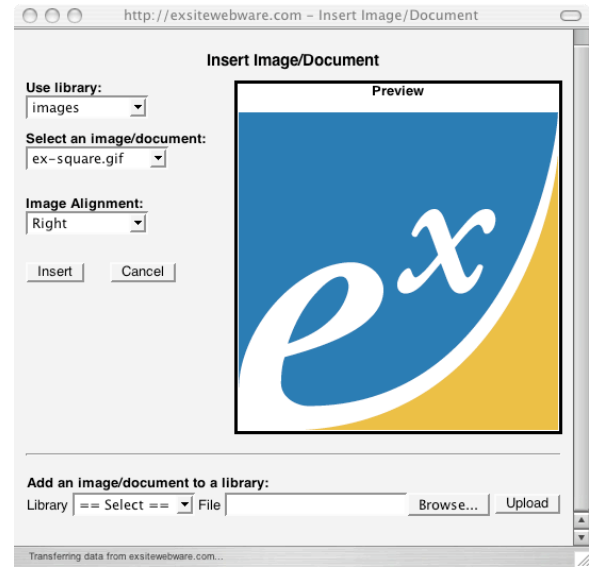 http://exsitewebware.com – Insert Image/Document
Insert Image/Document
Use library:
images
Select an image/document:
ex-square.gif
Image Alignment:
Right
Insert Cancel
Preview
ex
Add an image/document to a library:
Library == Select == File Browse... Upload
Transferring data from exsitewebware.com...